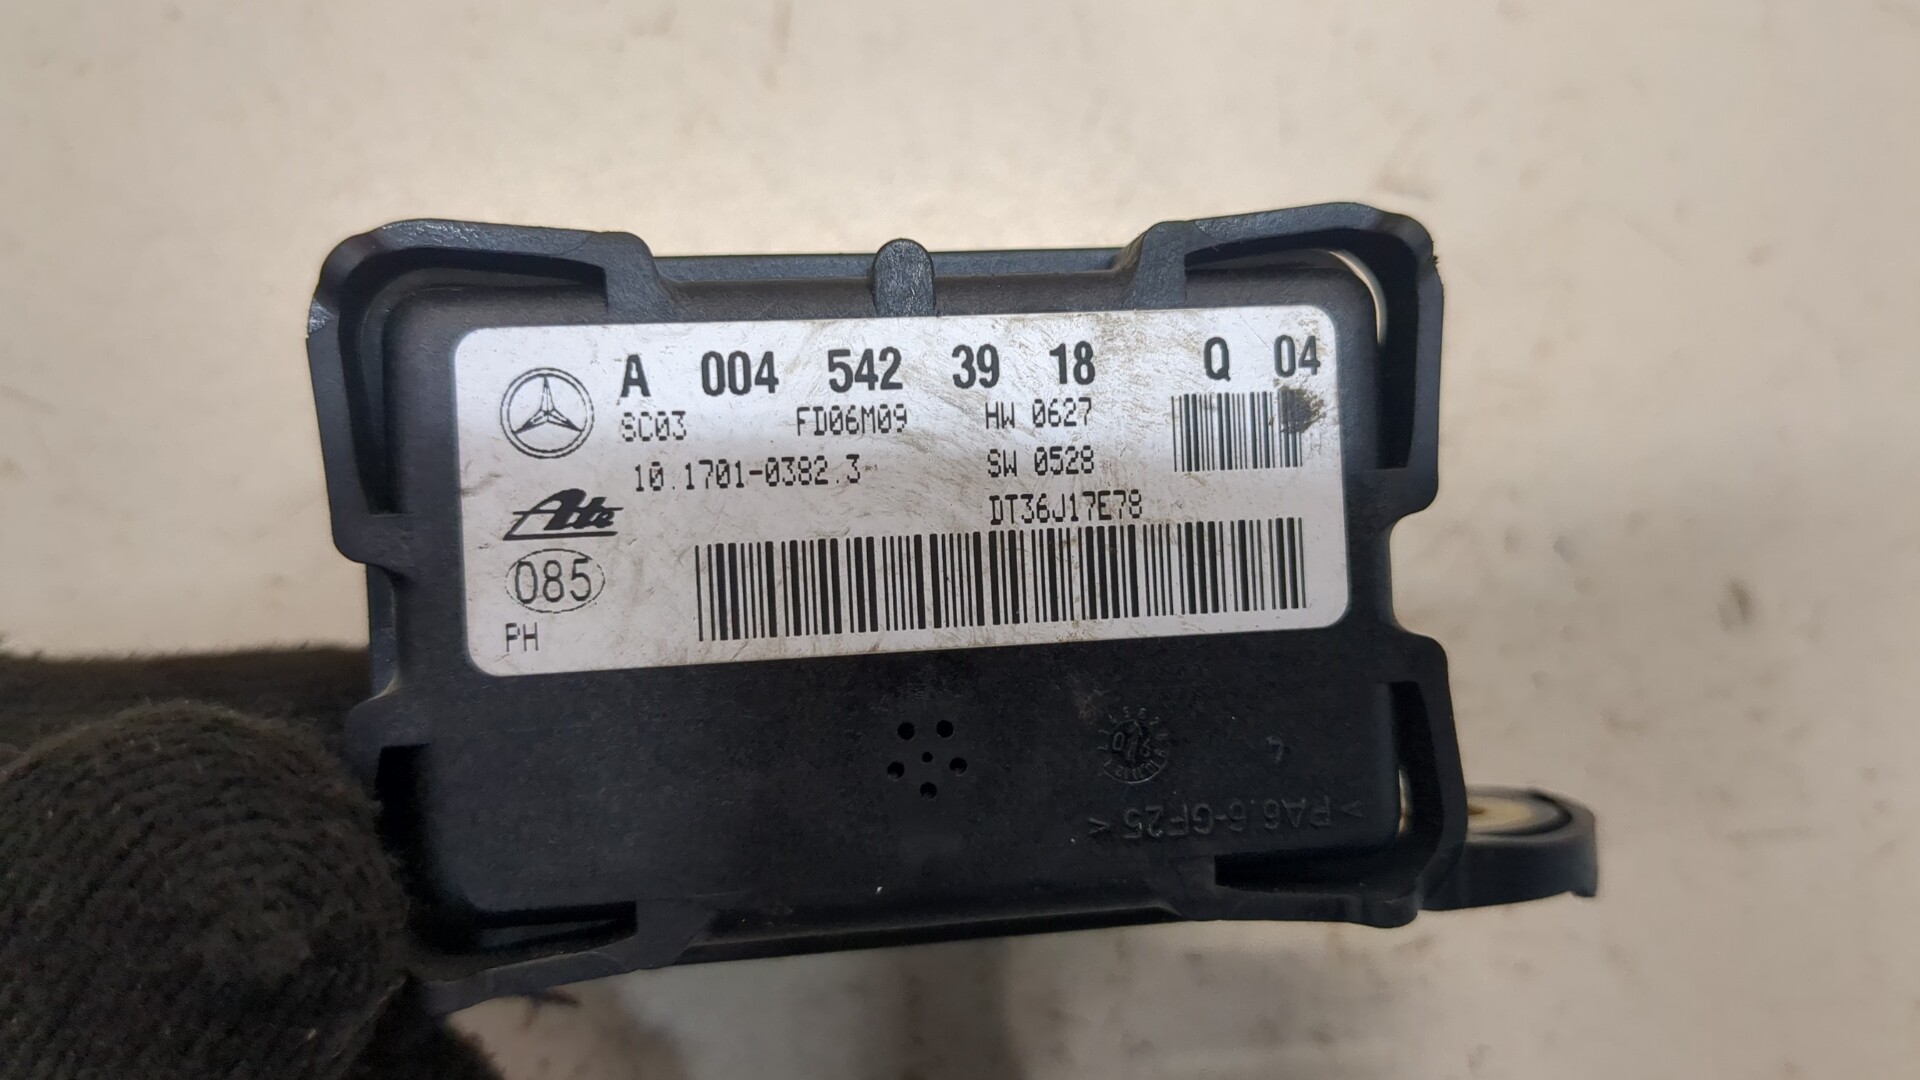 A 004 542 39 18 Q 04
SC03 FD06M09 HW 0627
10.1701-0382.3 SW 0528
Ate DT36J17E78
085
PH
>PA6.6-GF25<